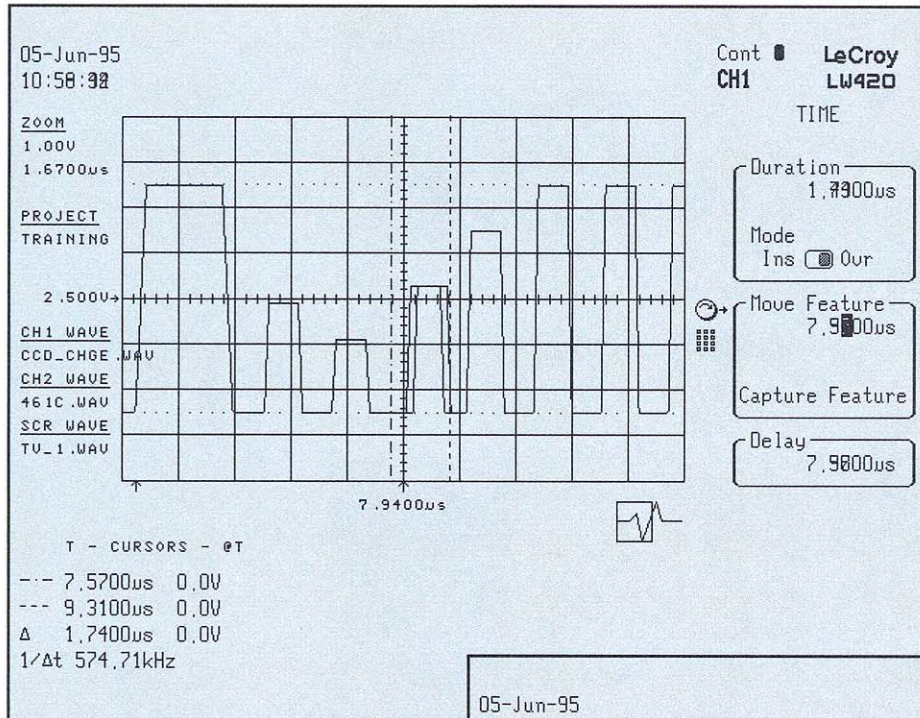 05-Jun-95
Cont LeCroy
CH1 LW420
TIME
ZOOM
1.00V
1.6700us
PROJECT
TRAINING
2.500V
CH1 WAVE
CCD_CHGE.WAV
CH2 WAVE
461C.WAV
SCR WAVE
TV_1.WAV
7.9400us
Duration
Mode
Ins Ovr
Move Feature
Capture Feature
Delay
T - CURSORS - @T
7.5700us 0.0V
9.3100us 0.0V
Δ 1.7400us 0.0V
1/Δt 574.71kHz
05-Jun-95